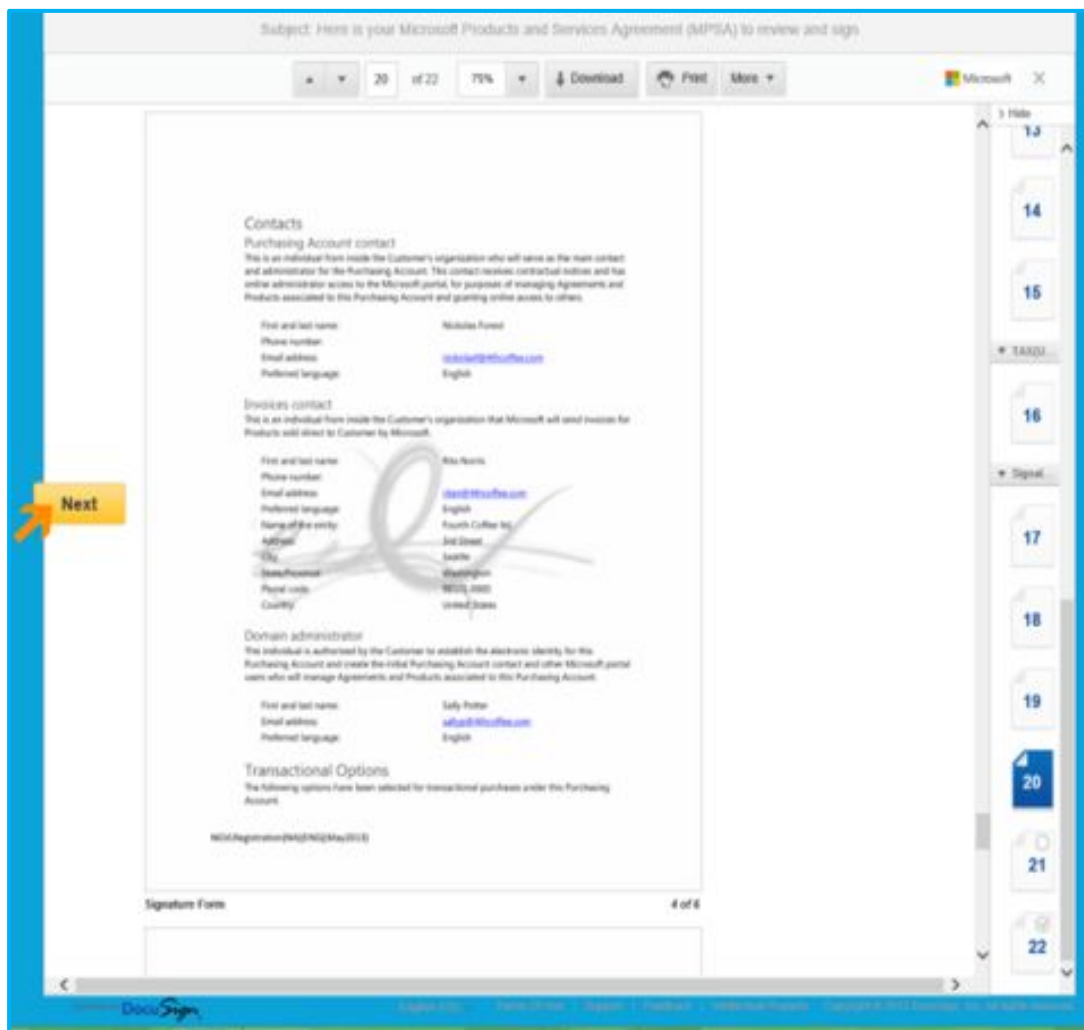 Subject: Here is your Microsoft Products and Services Agreement (MPSA) to review and sign
20 of 22 75% Download Print More Microsoft
Hide
13
14
15
16
17
18
19
20
21
22
Next
Contacts
Purchasing Account contact
This is an individual from inside the Customer's organization who will serve as the main contact
and administrator for the Purchasing Account. This contact receives contractual notices and has
online administrator access to the Microsoft portal, for purposes of managing Agreements and
Products associated to this Purchasing Account and granting online access to others.
First and last name: Nickolas Forest
Phone number:
Email address:
Preferred language: English
Invoices contact
This is an individual from inside the Customer's organization that Microsoft will send invoices for
Products sold direct to Customer by Microsoft.
First and last name: Rita Norris
Phone number:
Email address:
Preferred language: English
Name of the entity: Fourth Coffee
Address: 3rd Street
City: Seattle
State/Province: Washington
Postal code:
Country: United States
Domain administrator
This individual is authorized by the Customer to establish the electronic identity for this
Purchasing Account and create the initial Purchasing Account contact and other Microsoft portal
users who will manage Agreements and Products associated to this Purchasing Account.
First and last name: Sally Potter
Email address:
Preferred language: English
Transactional Options
The following options have been selected for transactional purchases under this Purchasing
Account.
Signature Form 4 of 6
DocuSign